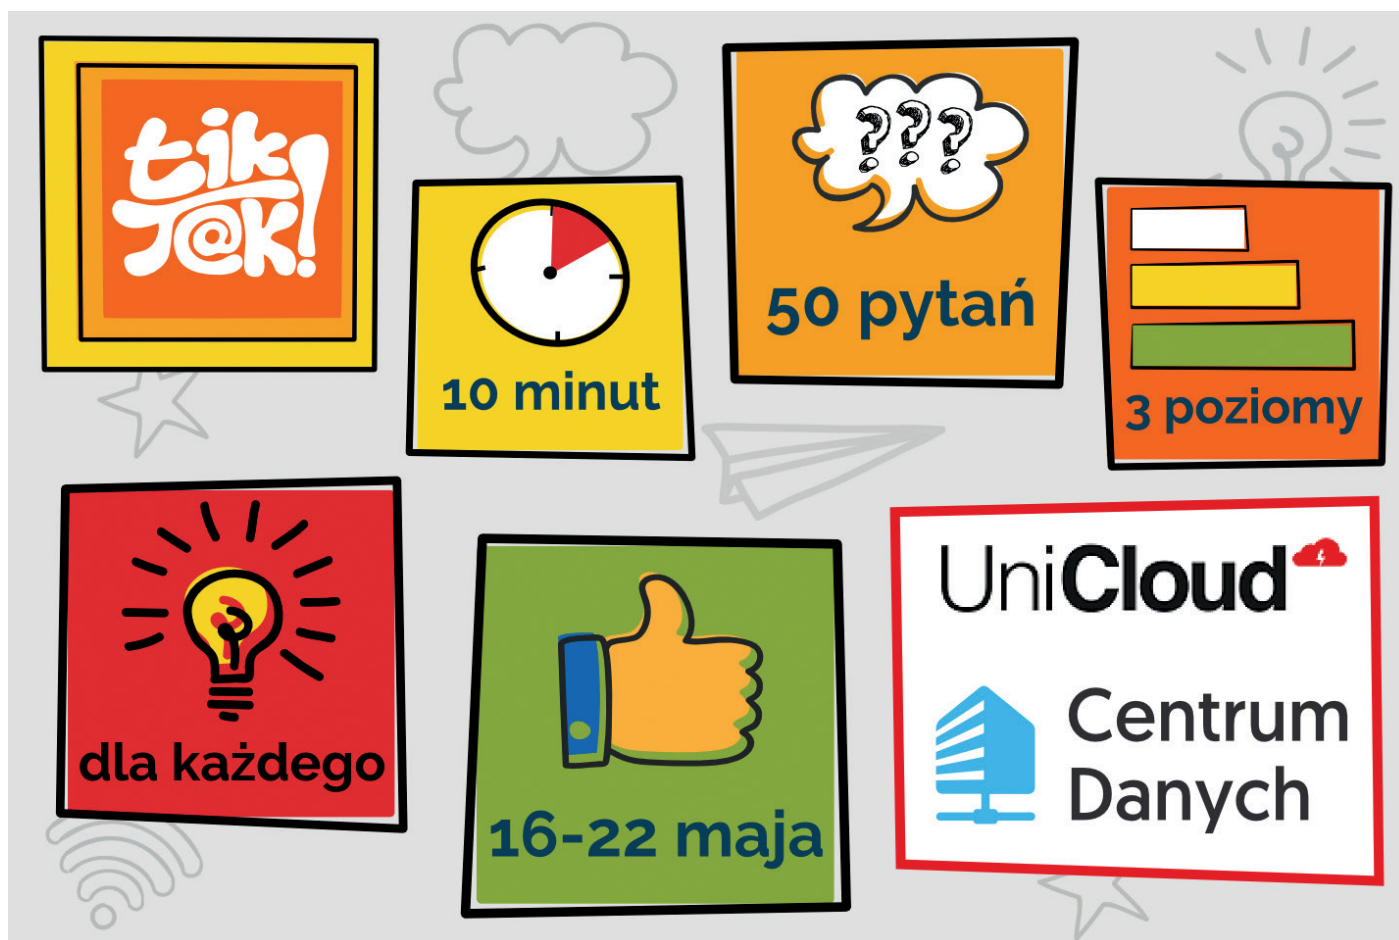 tik
T@K!
10 minut
???
50 pytań
3 poziomy
dla każdego
16-22 maja
UniCloud
Centrum
Danych